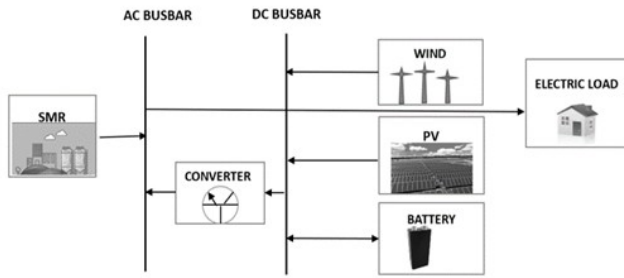 AC BUSBAR
DC BUSBAR
WIND
ELECTRIC LOAD
SMR
PV
CONVERTER
BATTERY